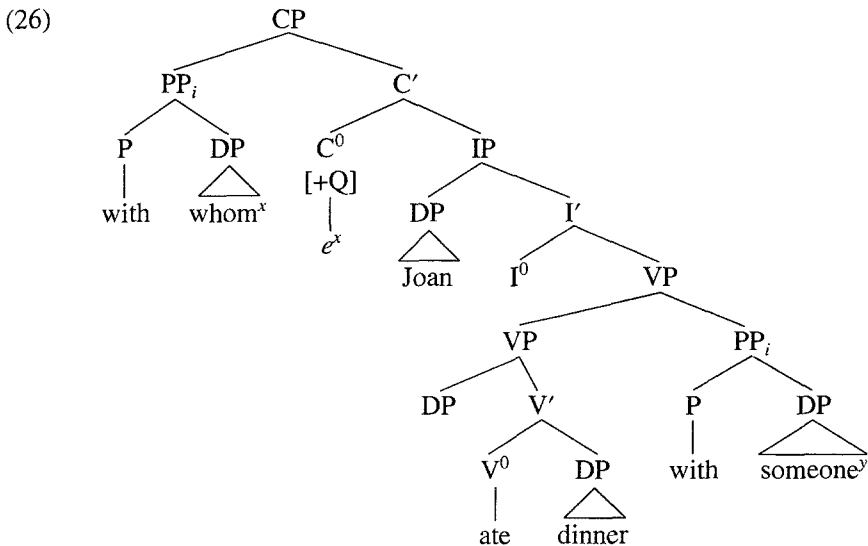 (26) CP
PPᵢ C′
P DP C⁰ IP
with whomˣ [+Q] DP I′
eˣ Joan I⁰ VP
VP PPᵢ
DP V′ P DP
V⁰ DP with someoneʸ
ate dinner